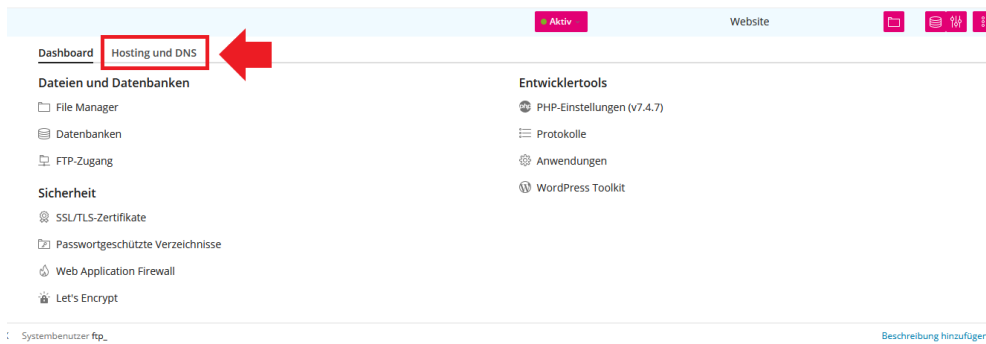 Aktiv
Website
Dashboard Hosting und DNS
Dateien und Datenbanken
File Manager
Datenbanken
FTP-Zugang
Sicherheit
SSL/TLS-Zertifikate
Passwortgeschützte Verzeichnisse
Web Application Firewall
Let's Encrypt
Entwicklertools
php
PHP-Einstellungen (v7.4.7)
Protokolle
Anwendungen
WordPress Toolkit
Systembenutzer ftp_
Beschreibung hinzufügen